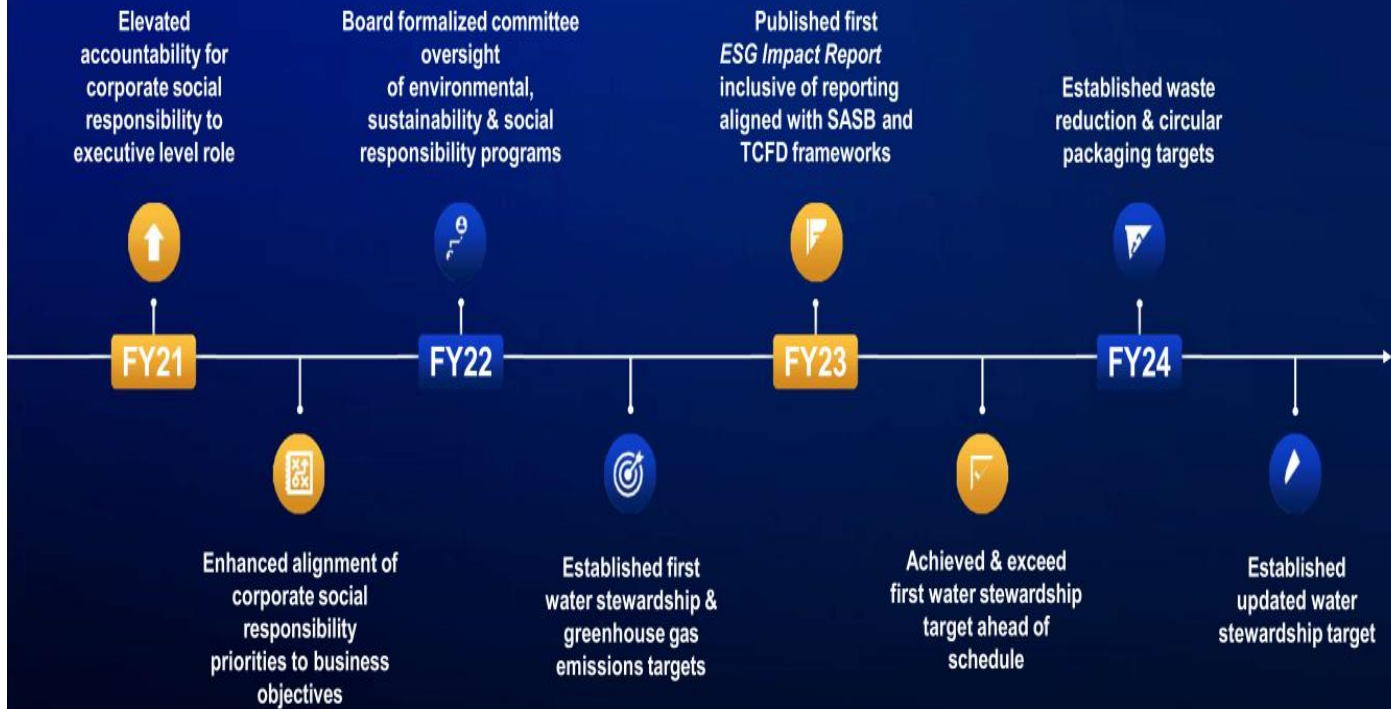 Elevated
accountability for
corporate social
responsibility to
executive level role
Board formalized committee
oversight
of environmental,
sustainability & social
responsibility programs
Published first
ESG Impact Report
inclusive of reporting
aligned with SASB and
TCFD frameworks
Established waste
reduction & circular
packaging targets
FY21
FY22
FY23
FY24
Enhanced alignment of
corporate social
responsibility
priorities to business
objectives
Established first
water stewardship &
greenhouse gas
emissions targets
Achieved & exceed
first water stewardship
target ahead of
schedule
Established
updated water
stewardship target